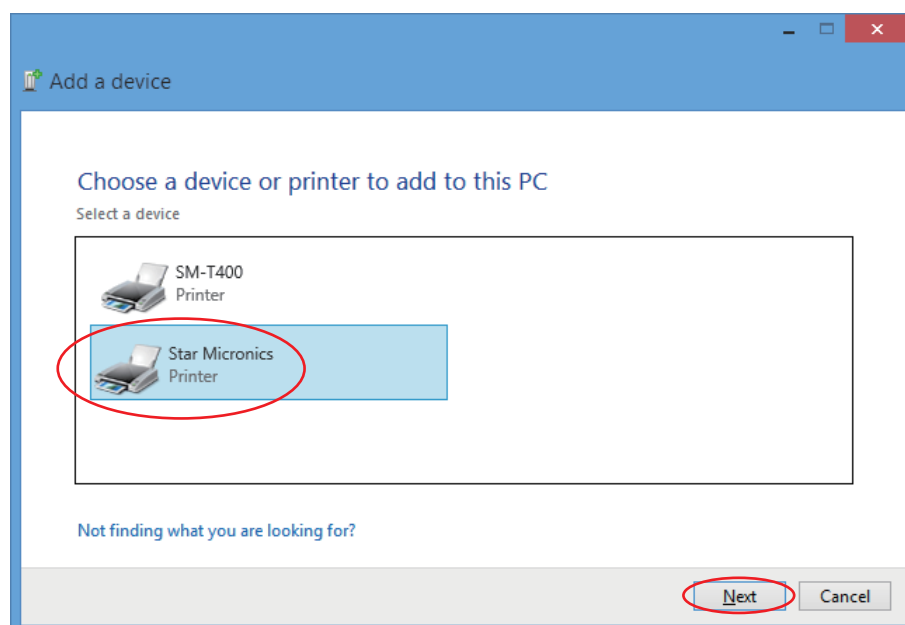 Add a device
Choose a device or printer to add to this PC
Select a device
SM-T400
Printer
Star Micronics
Printer
Not finding what you are looking for?
Next
Cancel